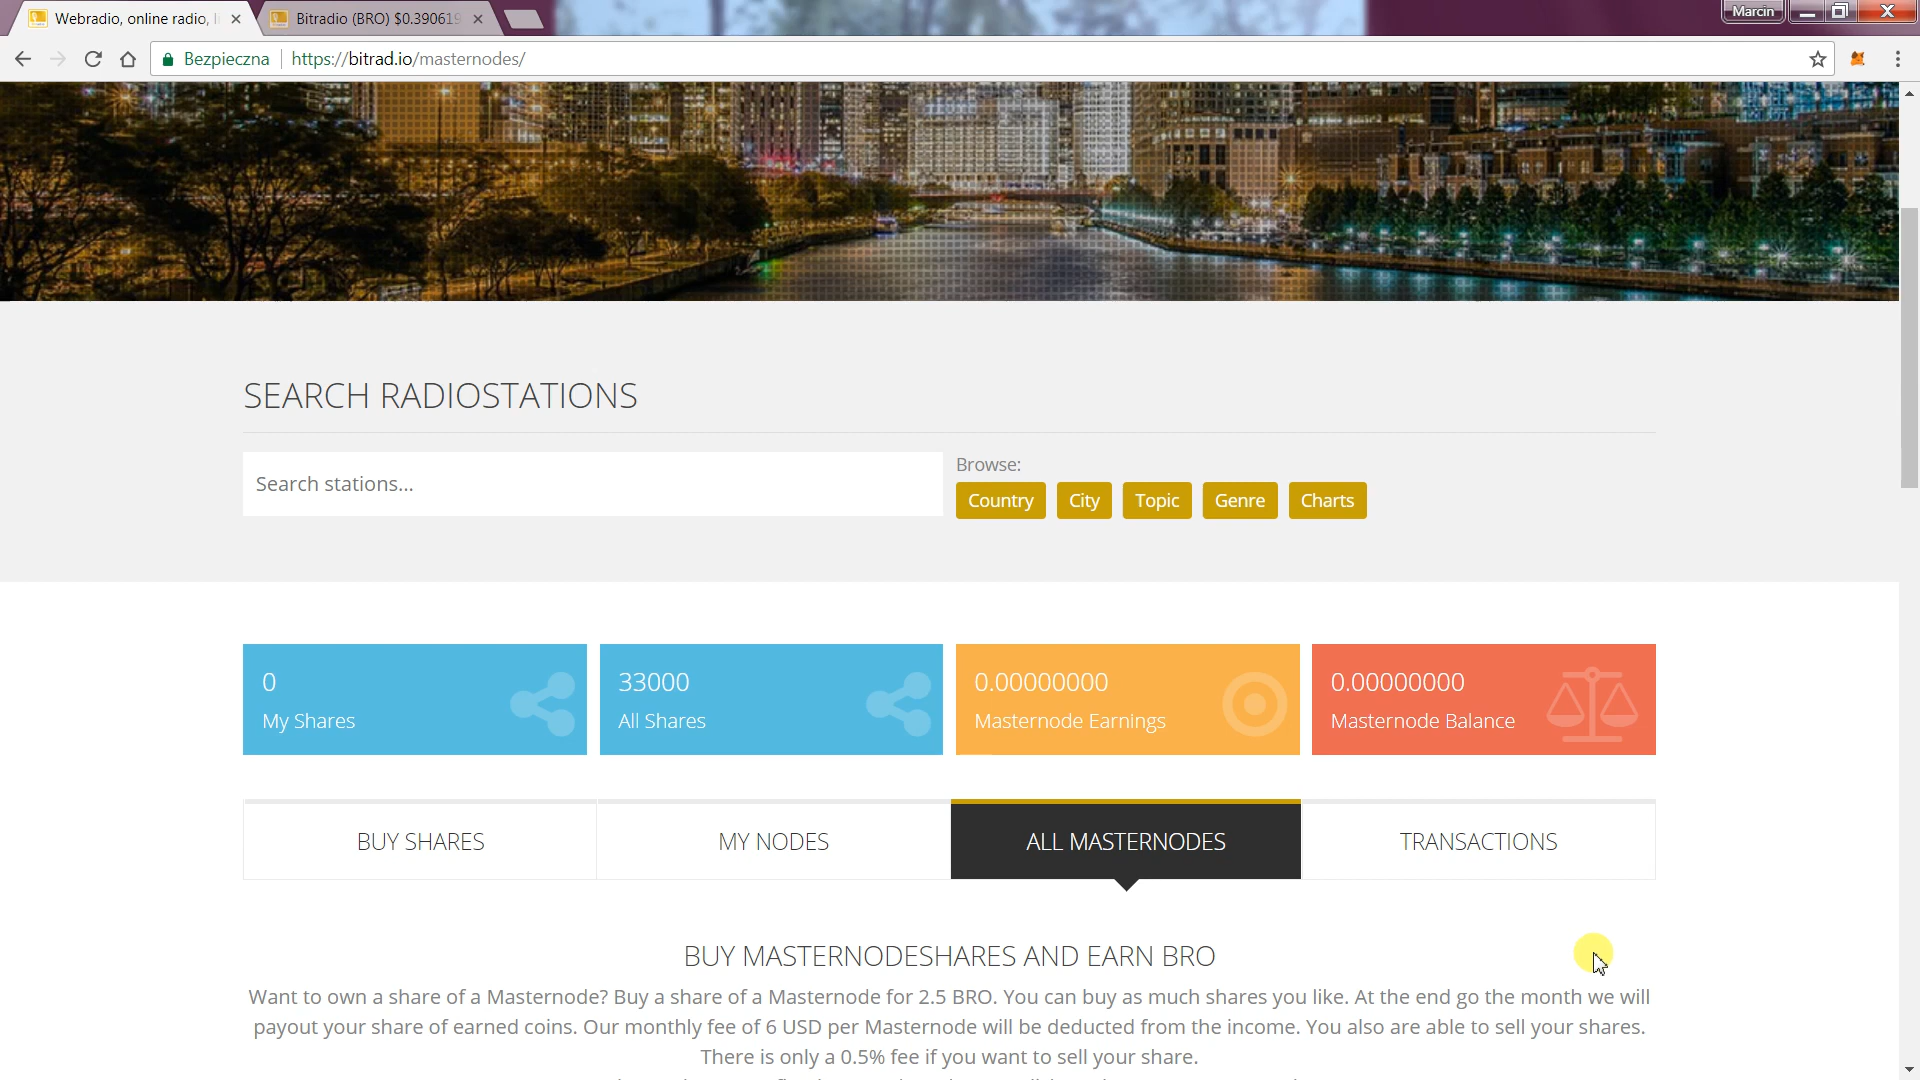 Webradio, online radio,
Bitradio (BRO) $0.390619
Marcin
Bezpieczna
https://bitrad.io/masternodes/
SEARCH RADIOSTATIONS
Search stations...
Browse:
Country City Topic Genre Charts
0
My Shares
33000
All Shares
0.00000000
Masternode Earnings
0.00000000
Masternode Balance
BUY SHARES
MY NODES
ALL MASTERNODES
TRANSACTIONS
BUY MASTERNODESHARES AND EARN BRO
Want to own a share of a Masternode? Buy a share of a Masternode for 2.5 BRO. You can buy as much shares you like. At the end go the month we will
payout your share of earned coins. Our monthly fee of 6 USD per Masternode will be deducted from the income. You also are able to sell your shares.
There is only a 0.5% fee if you want to sell your share.